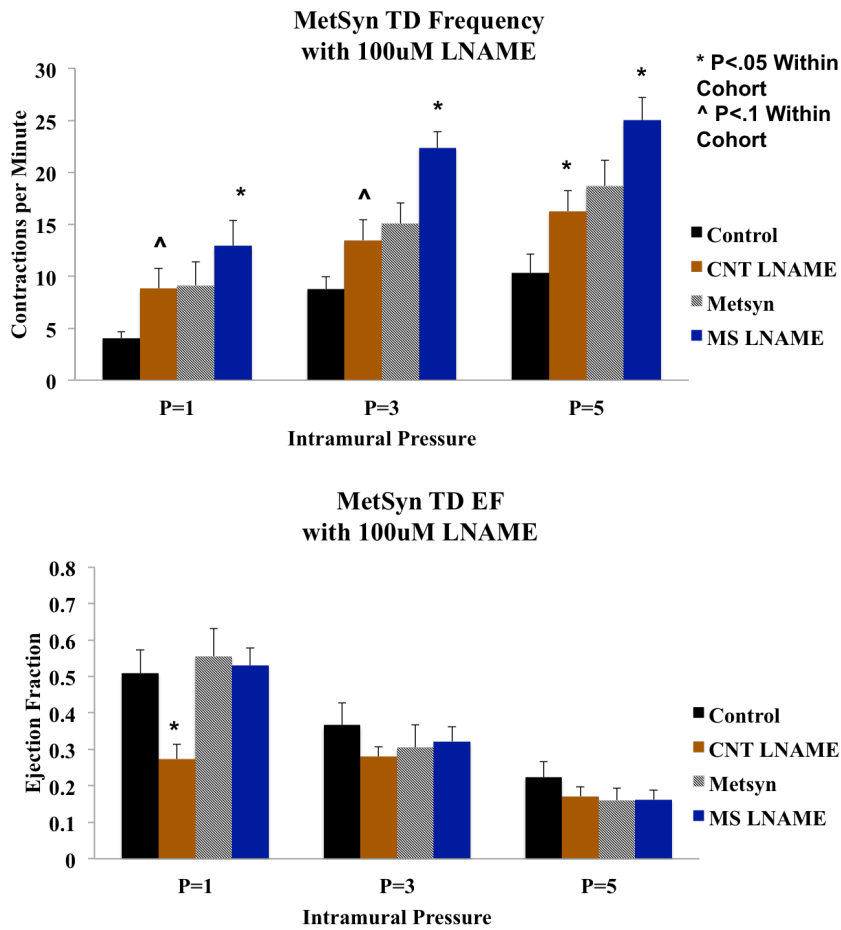 MetSyn TD Frequency
with 100uM LNAME
* P<.05 Within
Cohort
^ P<.1 Within
Cohort
Contractions per Minute
30
25
20
15
10
5
0
^
*
^
*
*
*
P=1
P=3
P=5
Intramural Pressure
Control
CNT LNAME
Metsyn
MS LNAME
MetSyn TD EF
with 100uM LNAME
Ejection Fraction
0.8
0.7
0.6
0.5
0.4
0.3
0.2
0.1
0
*
P=1
P=3
P=5
Intramural Pressure
Control
CNT LNAME
Metsyn
MS LNAME